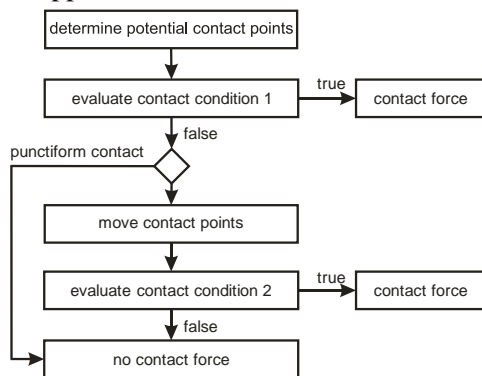 determine potential contact points
evaluate contact condition 1
true
contact force
false
punctiform contact
move contact points
evaluate contact condition 2
true
contact force
false
no contact force